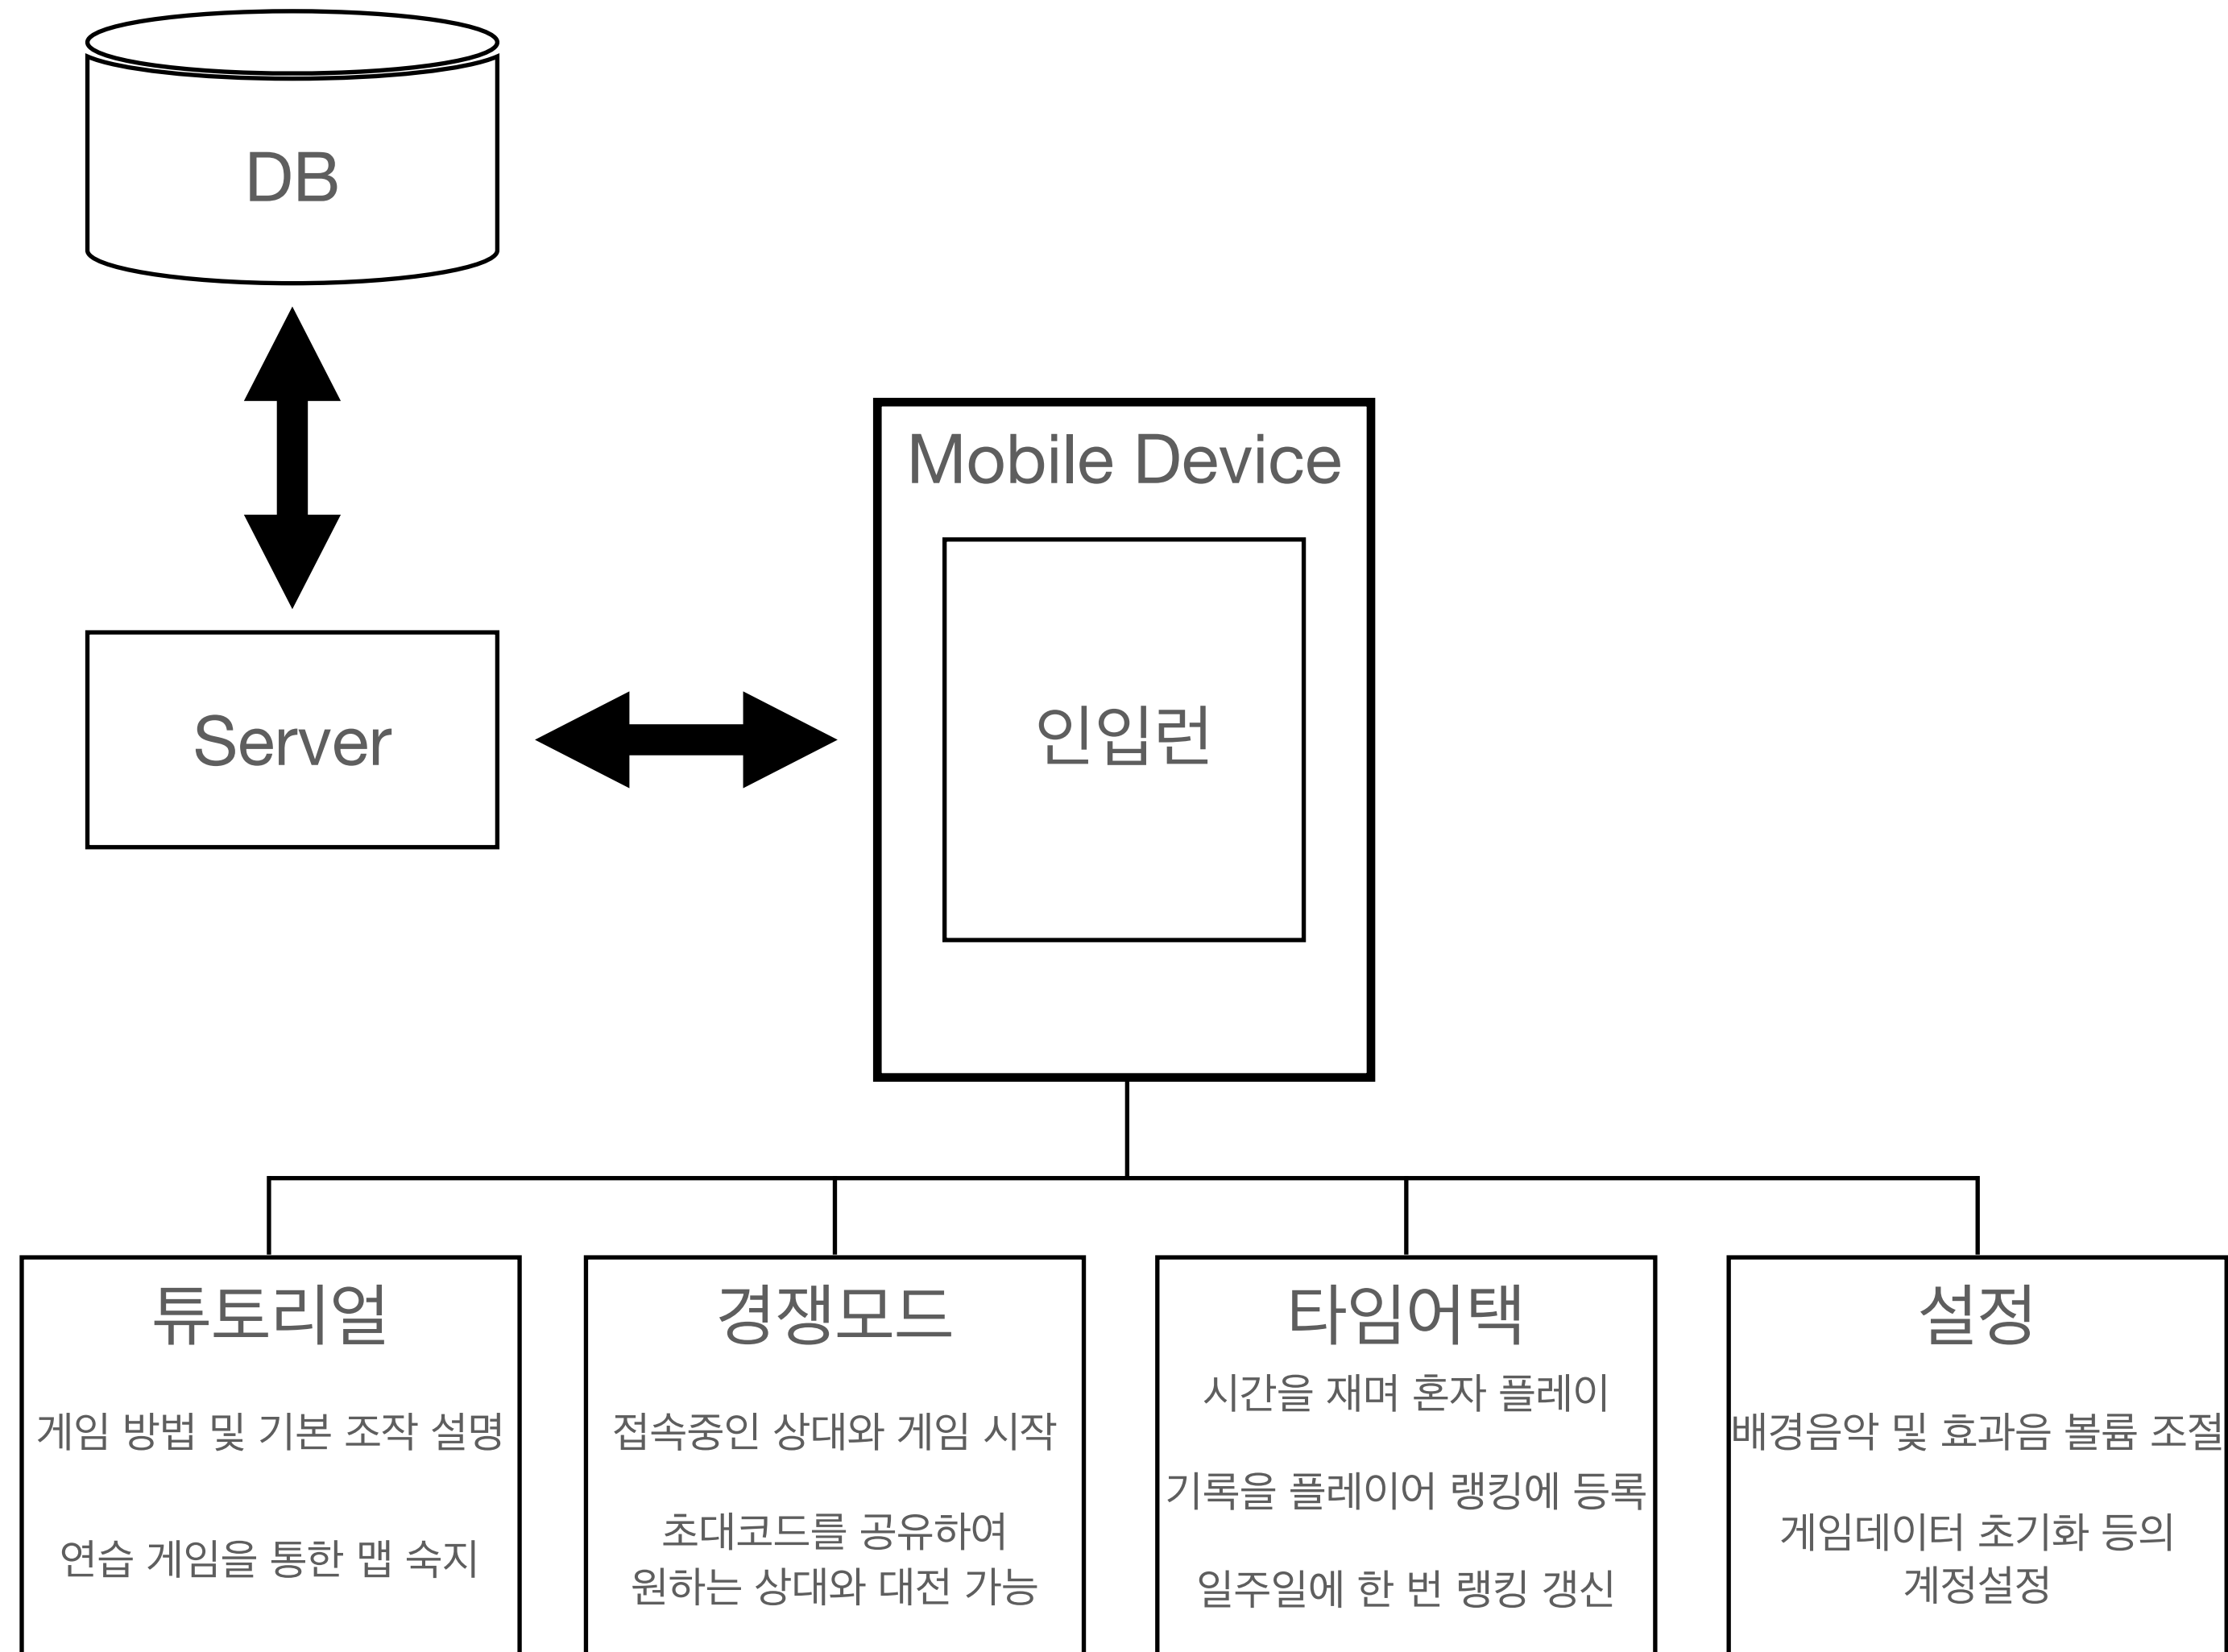 DB
Mobile Device
인업런
Server
튜토리얼
게임 방법 및 기본 조작 설명
연습 게임을 통한 맵 숙지
경쟁모드
접속중인 상대와 게임 시작
초대코드를 공유하여
원하는 상대와 대전 가능
타임어택
시간을 재며 혼자 플레이
기록은 플레이어 랭킹에 등록
일주일에 한 번 랭킹 갱신
설정
배경음악 및 효과음 볼륨 조절
게임데이터 초기화 등의
계정설정